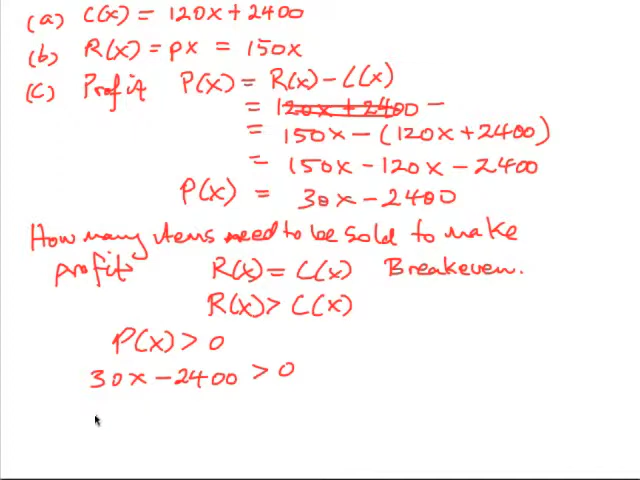 (a) C(x) = 120x + 2400
(b) R(x) = px = 150x
(c) Profit P(x) = R(x) - C(x)
= 120x + 2400 -
= 150x - (120x + 2400)
= 150x - 120x - 2400
P(x) = 30x - 2400
How many items need to be sold to make
profits R(x) = C(x) Breakeven.
R(x) > C(x)
P(x) > 0
30x - 2400 > 0